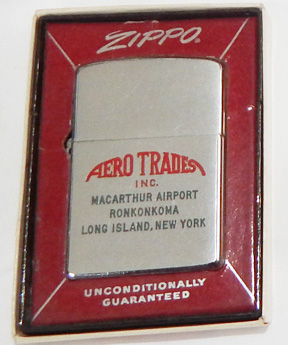 ZIPPO
AERO TRADES
INC.
MACARTHUR AIRPORT
RONKONKOMA
LONG ISLAND, NEW YORK
UNCONDITIONALLY
GUARANTEED